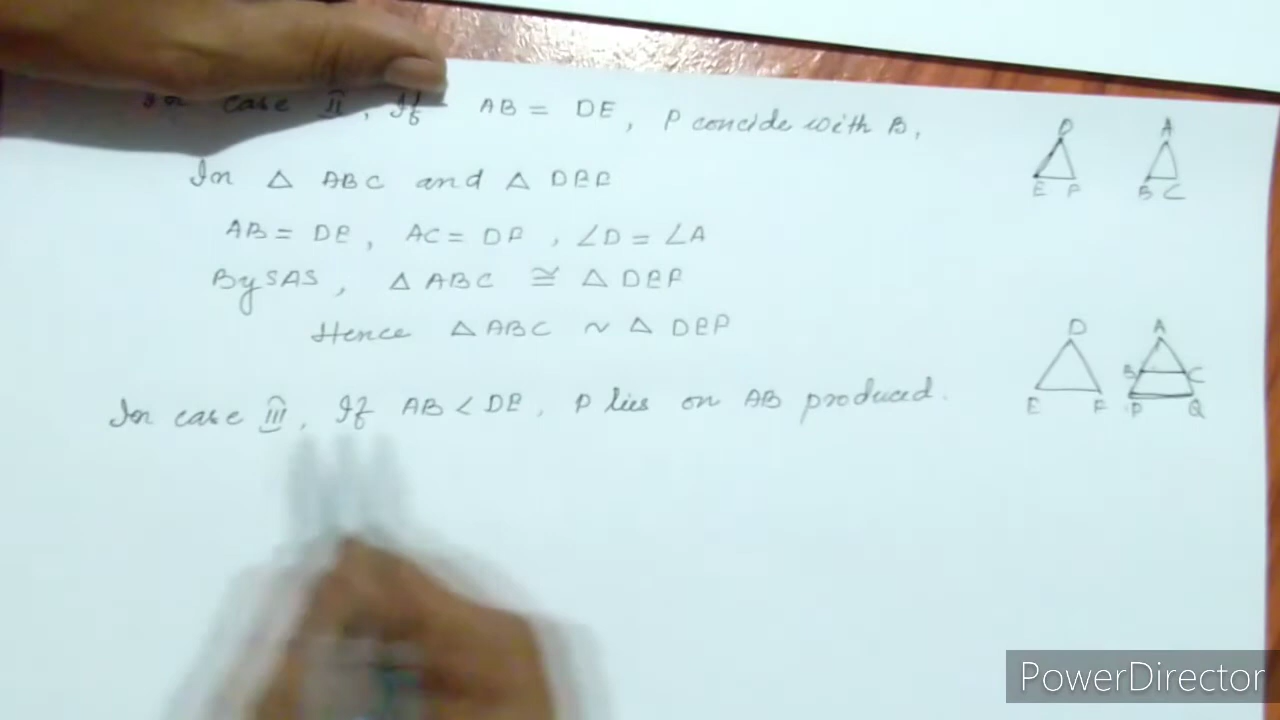 In case II, If AB = DE, P concide with B,
In △ ABC and △ DEF
AB = DE, AC = DF, ∠D = ∠A
By SAS, △ ABC ≅ △ DEF
Hence △ ABC ~ △ DEF
In case III, If AB < DE, P lies on AB produced.
D A
E F B C
D A
B C
E F P Q
PowerDirector